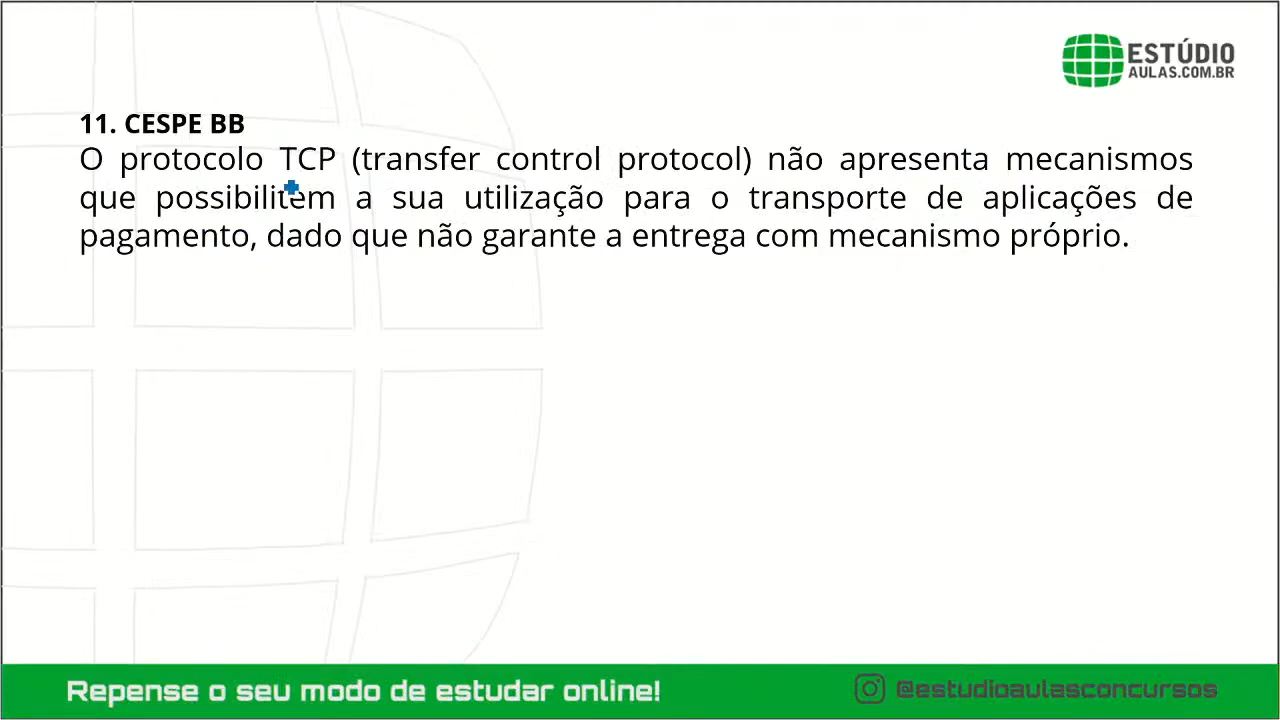 ESTÚDIO
AULAS.COM.BR
11. CESPE BB
O protocolo TCP (transfer control protocol) não apresenta mecanismos
que possibilitem a sua utilização para o transporte de aplicações de
pagamento, dado que não garante a entrega com mecanismo próprio.
Repense o seu modo de estudar online!
@estudioaulasconcursos